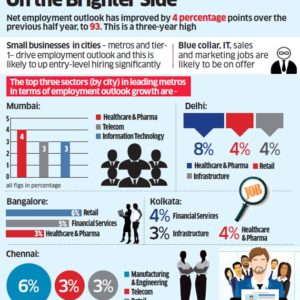 On the Brighter Side
Net employment outlook has improved by 4 percentage points over
the previous half year, to 93. This is a three-year high
Small businesses in cities – metros and tier-
1– drive employment outlook and this is
likely to up entry-level hiring significantly
Blue collar, IT, sales
and marketing jobs are
likely to be on offer
The top three sectors (by city) in leading metros
in terms of employment outlook growth are -
Mumbai:
Healthcare & Pharma
Telecom
Information Technology
4
3
3
all figs in percentage
Delhi:
8% 4% 4%
Healthcare & Pharma Retail
Infrastructure
Bangalore:
6% Retail
5% Financial Services
3% Healthcare & Pharma
JOB
Kolkata:
4% Financial Services
3% Infrastructure 4% Healthcare
& Pharma
Chennai:
6% 3% 3%
Manufacturing
& Engineering
Telecom